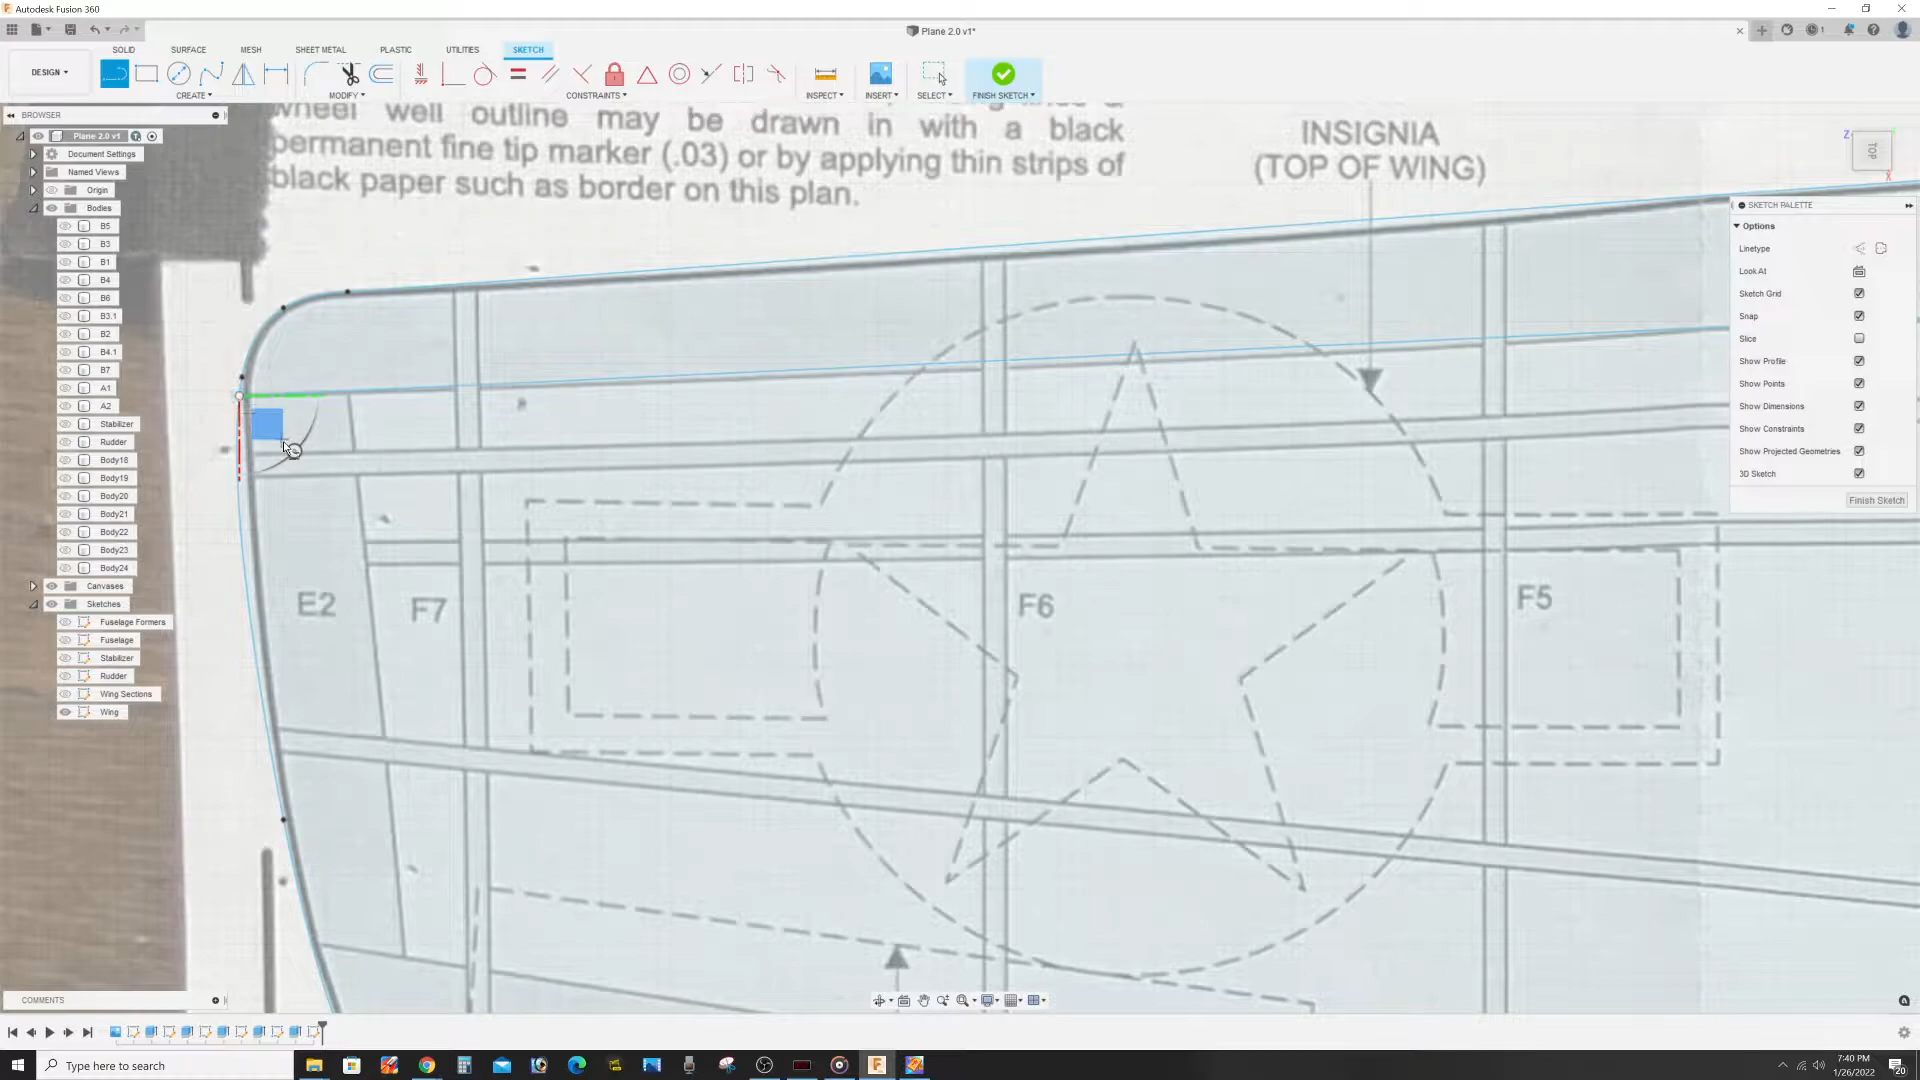 Autodesk Fusion 360
Plane 2.0 v1*
1
SOLID SURFACE MESH SHEET METAL PLASTIC UTILITIES SKETCH
DESIGN
CREATE MODIFY CONSTRAINTS INSPECT INSERT SELECT FINISH SKETCH
BROWSER
Plane 2.0 v1
Document Settings
Named Views
Origin
Bodies
B5
B3
B1
B4
B6
B3.1
B2
B4.1
B7
A1
A2
Stabilizer
Rudder
Body18
Body19
Body20
Body21
Body22
Body23
Body24
Canvases
Sketches
Fuselage Formers
Fuselage
Stabilizer
Rudder
Wing Sections
Wing
wheel well outline may be drawn in with a black
permanent fine tip marker (.03) or by applying thin strips of
black paper such as border on this plan.
INSIGNIA
(TOP OF WING)
E2
F7
F6
F5
Z
TOP
X
SKETCH PALETTE
Options
Linetype
Look At
Sketch Grid
Snap
Slice
Show Profile
Show Points
Show Dimensions
Show Constraints
Show Projected Geometries
3D Sketch
Finish Sketch
COMMENTS
Type here to search
7:40 PM
1/26/2022
20